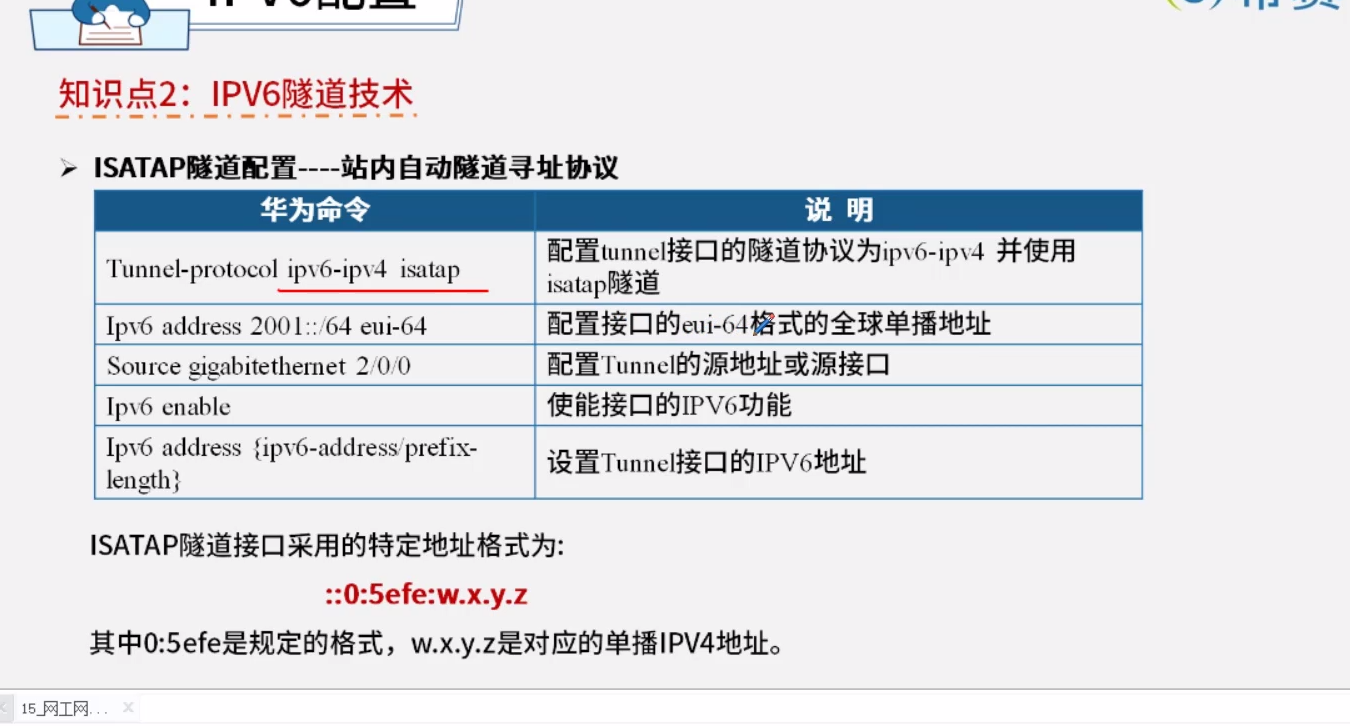 IPV6配置
知识点2：IPV6隧道技术
➢ ISATAP隧道配置----站内自动隧道寻址协议
华为命令
说 明
Tunnel-protocol ipv6-ipv4 isatap
配置tunnel接口的隧道协议为ipv6-ipv4 并使用
isatap隧道
Ipv6 address 2001::/64 eui-64
配置接口的eui-64格式的全球单播地址
Source gigabitethernet 2/0/0
配置Tunnel的源地址或源接口
Ipv6 enable
使能接口的IPV6功能
Ipv6 address {ipv6-address/prefix-
length}
设置Tunnel接口的IPV6地址
ISATAP隧道接口采用的特定地址格式为:
::0:5efe:w.x.y.z
其中0:5efe是规定的格式，w.x.y.z是对应的单播IPV4地址。
15_网工网...